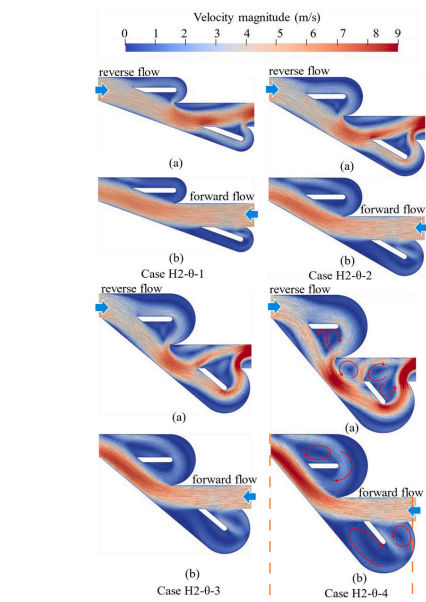 Velocity magnitude (m/s)
0 1 2 3 4 5 6 7 8 9
reverse flow
reverse flow
(a)
(a)
forward flow
forward flow
(b)
(b)
Case H2-θ-1
Case H2-θ-2
reverse flow
reverse flow
(a)
(a)
forward flow
forward flow
(b)
(b)
Case H2-θ-3
Case H2-θ-4